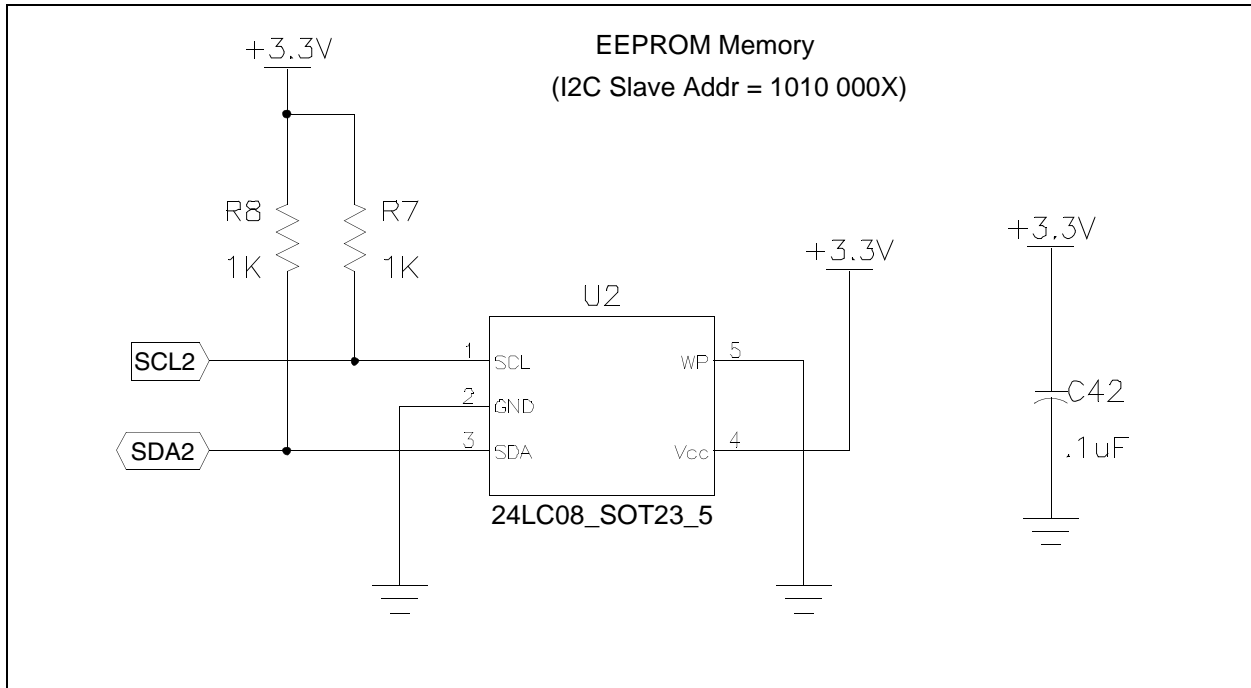 EEPROM Memory
(I2C Slave Addr = 1010 000X)
+3.3V
R8
1K
R7
1K
+3.3V
+3.3V
U2
SCL2
1
SCL
WP
5
2
GND
C42
.1uF
SDA2
3
SDA
Vcc
4
24LC08_SOT23_5